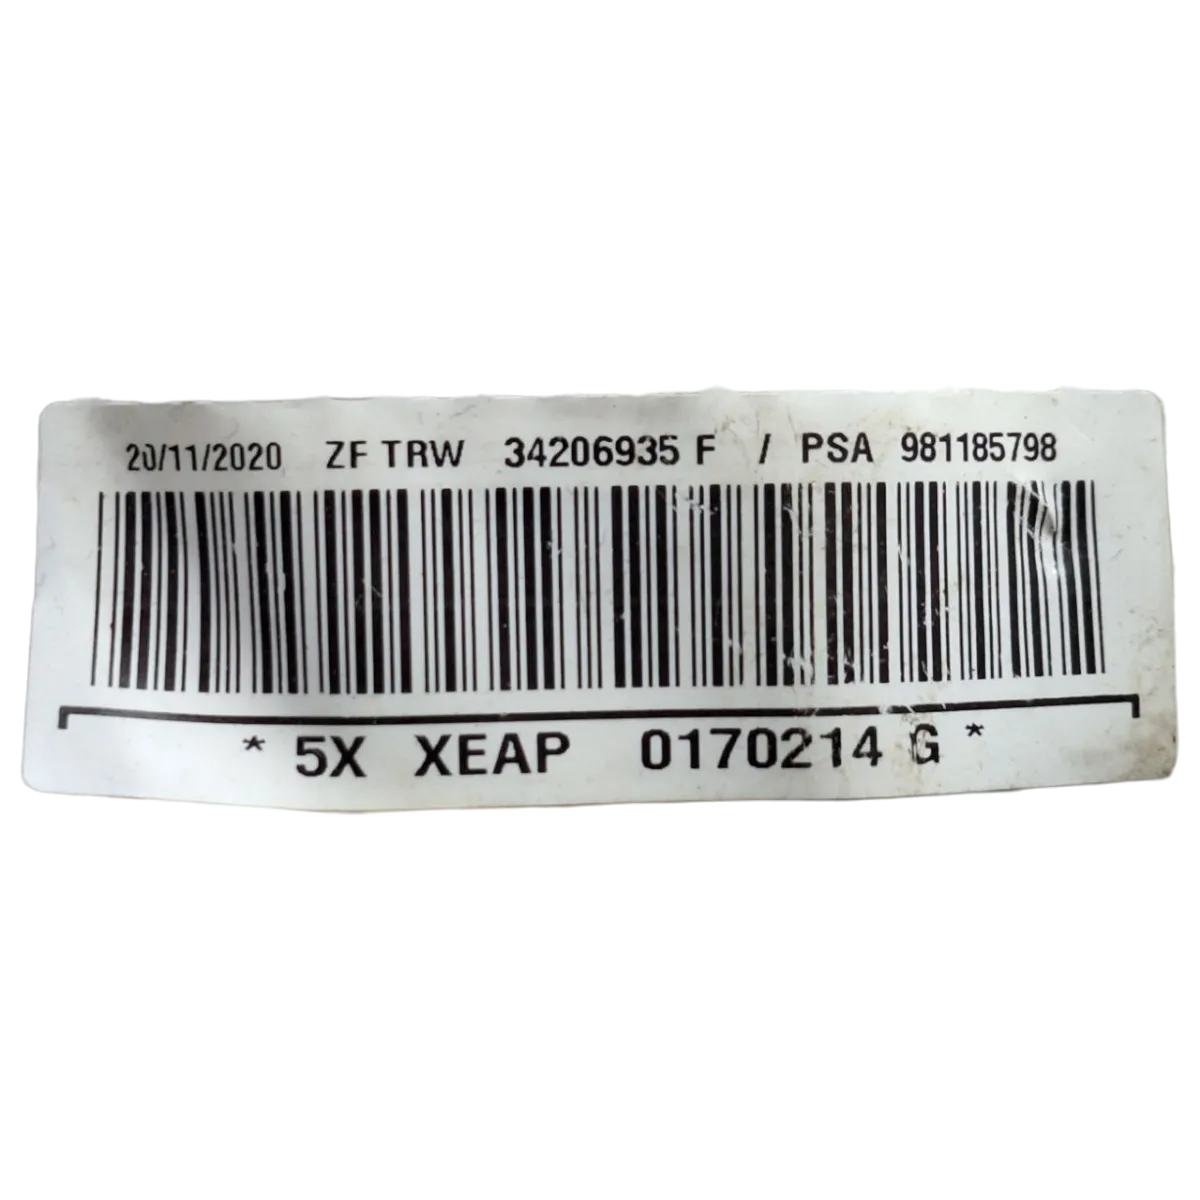 20/11/2020 ZF TRW 34206935 F / PSA 981185798
* 5X XEAP 0170214 G *